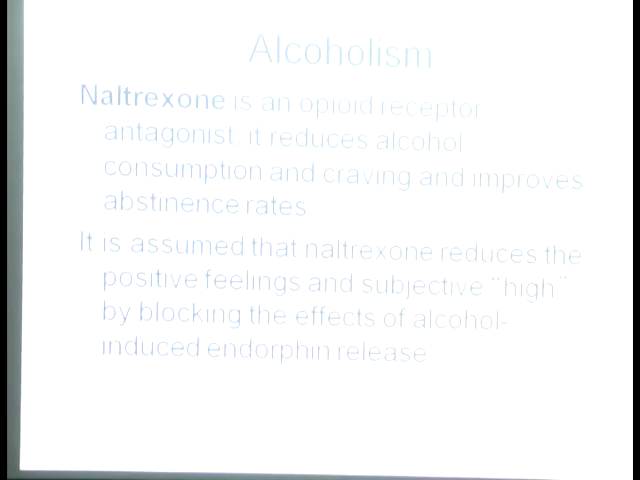 Alcoholism
Naltrexone is an opioid receptor
antagonist. it reduces alcohol
consumption and craving and improves
abstinence rates
It is assumed that naltrexone reduces the
positive feelings and subjective "high"
by blocking the effects of alcohol-
induced endorphin release